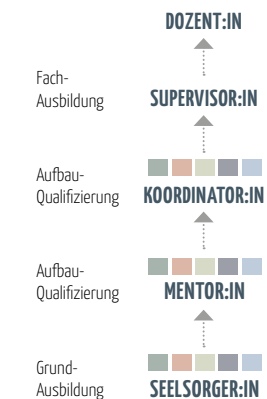 DOZENT:IN
Fach-
Ausbildung
SUPERVISOR:IN
Aufbau-
Qualifizierung
KOORDINATOR:IN
Aufbau-
Qualifizierung
MENTOR:IN
Grund-
Ausbildung
SEELSORGER:IN